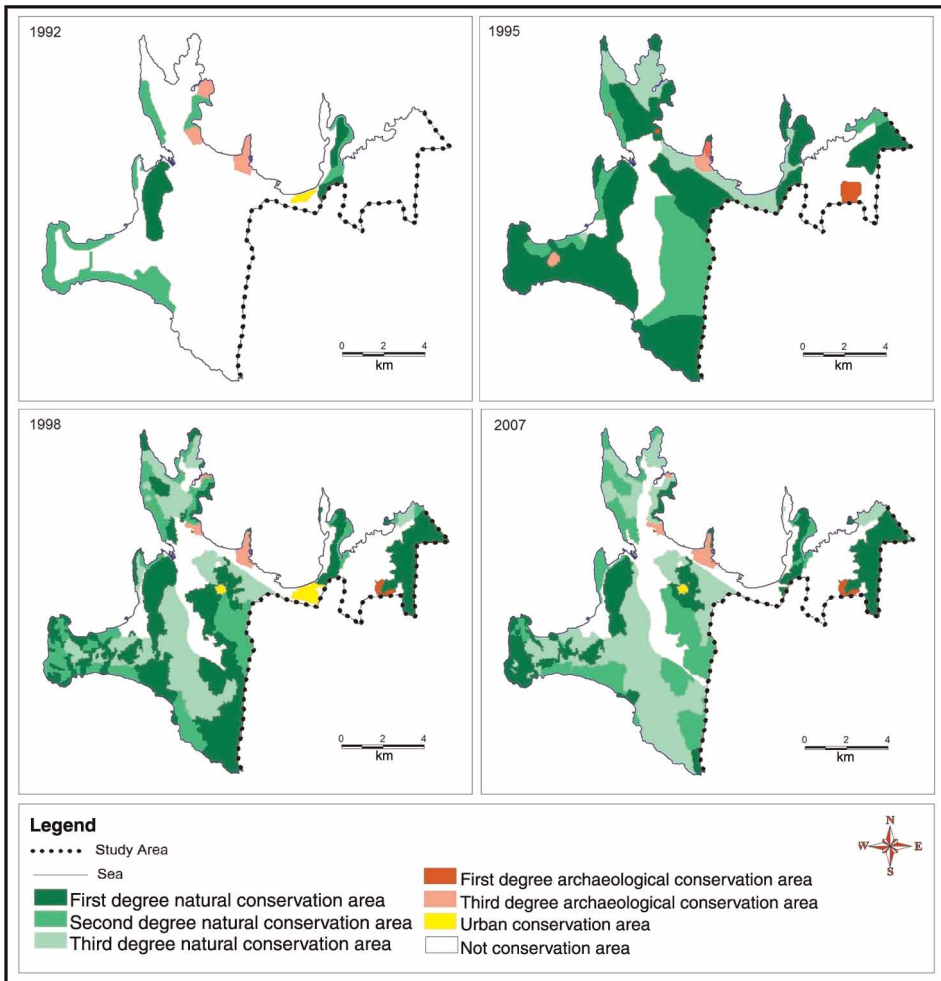 1992
1995
0 2 4
km
0 2 4
km
1998
2007
0 2 4
km
0 2 4
km
Legend
Study Area
Sea
First degree natural conservation area
Second degree natural conservation area
Third degree natural conservation area
First degree archaeological conservation area
Third degree archaeological conservation area
Urban conservation area
Not conservation area
N
W E
S